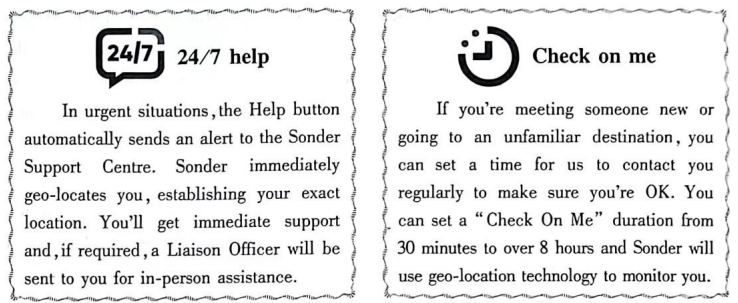 24/7 24/7 help
In urgent situations, the Help button
automatically sends an alert to the Sonder
Support Centre. Sonder immediately
geo-locates you, establishing your exact
location. You'll get immediate support
and, if required, a Liaison Officer will be
sent to you for in-person assistance.
Check on me
If you're meeting someone new or
going to an unfamiliar destination, you
can set a time for us to contact you
regularly to make sure you're OK. You
can set a "Check On Me" duration from
30 minutes to over 8 hours and Sonder will
use geo-location technology to monitor you.